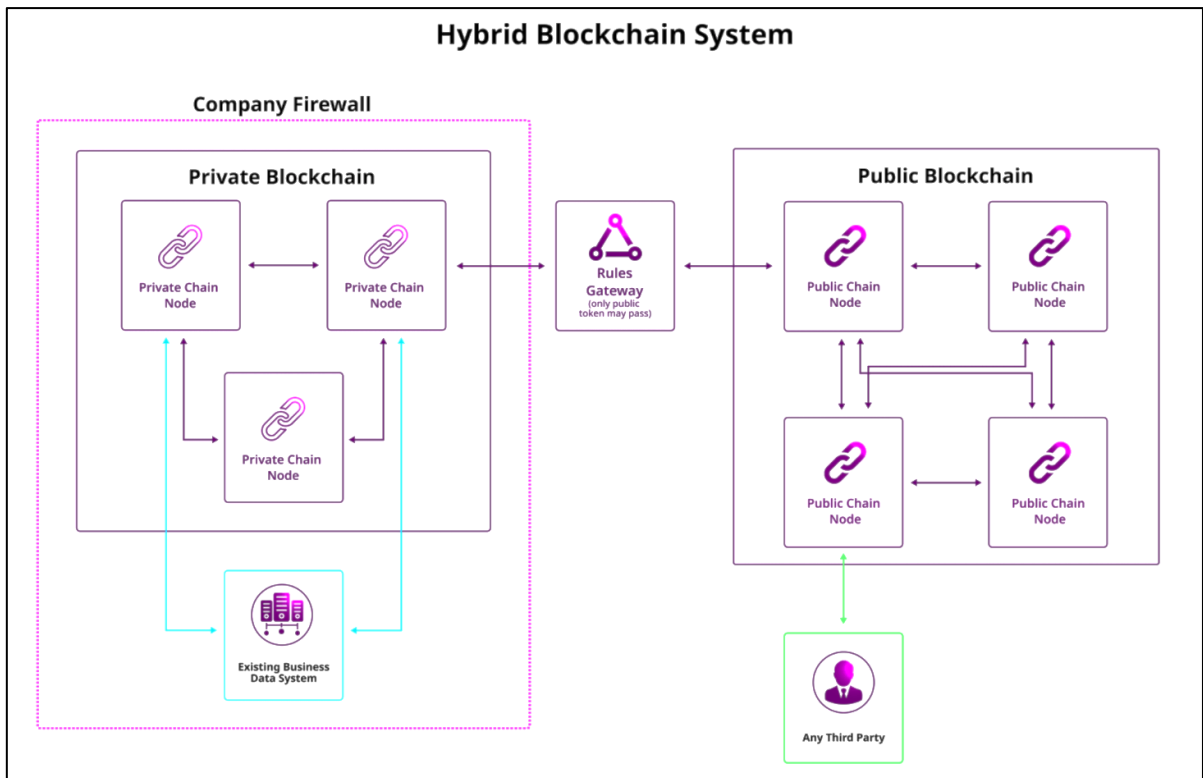 Hybrid Blockchain System
Company Firewall
Private Blockchain
Private Chain
Node
Private Chain
Node
Private Chain
Node
Existing Business
Data System
Rules
Gateway
(only public
token may pass)
Public Blockchain
Public Chain
Node
Public Chain
Node
Public Chain
Node
Public Chain
Node
Any Third Party